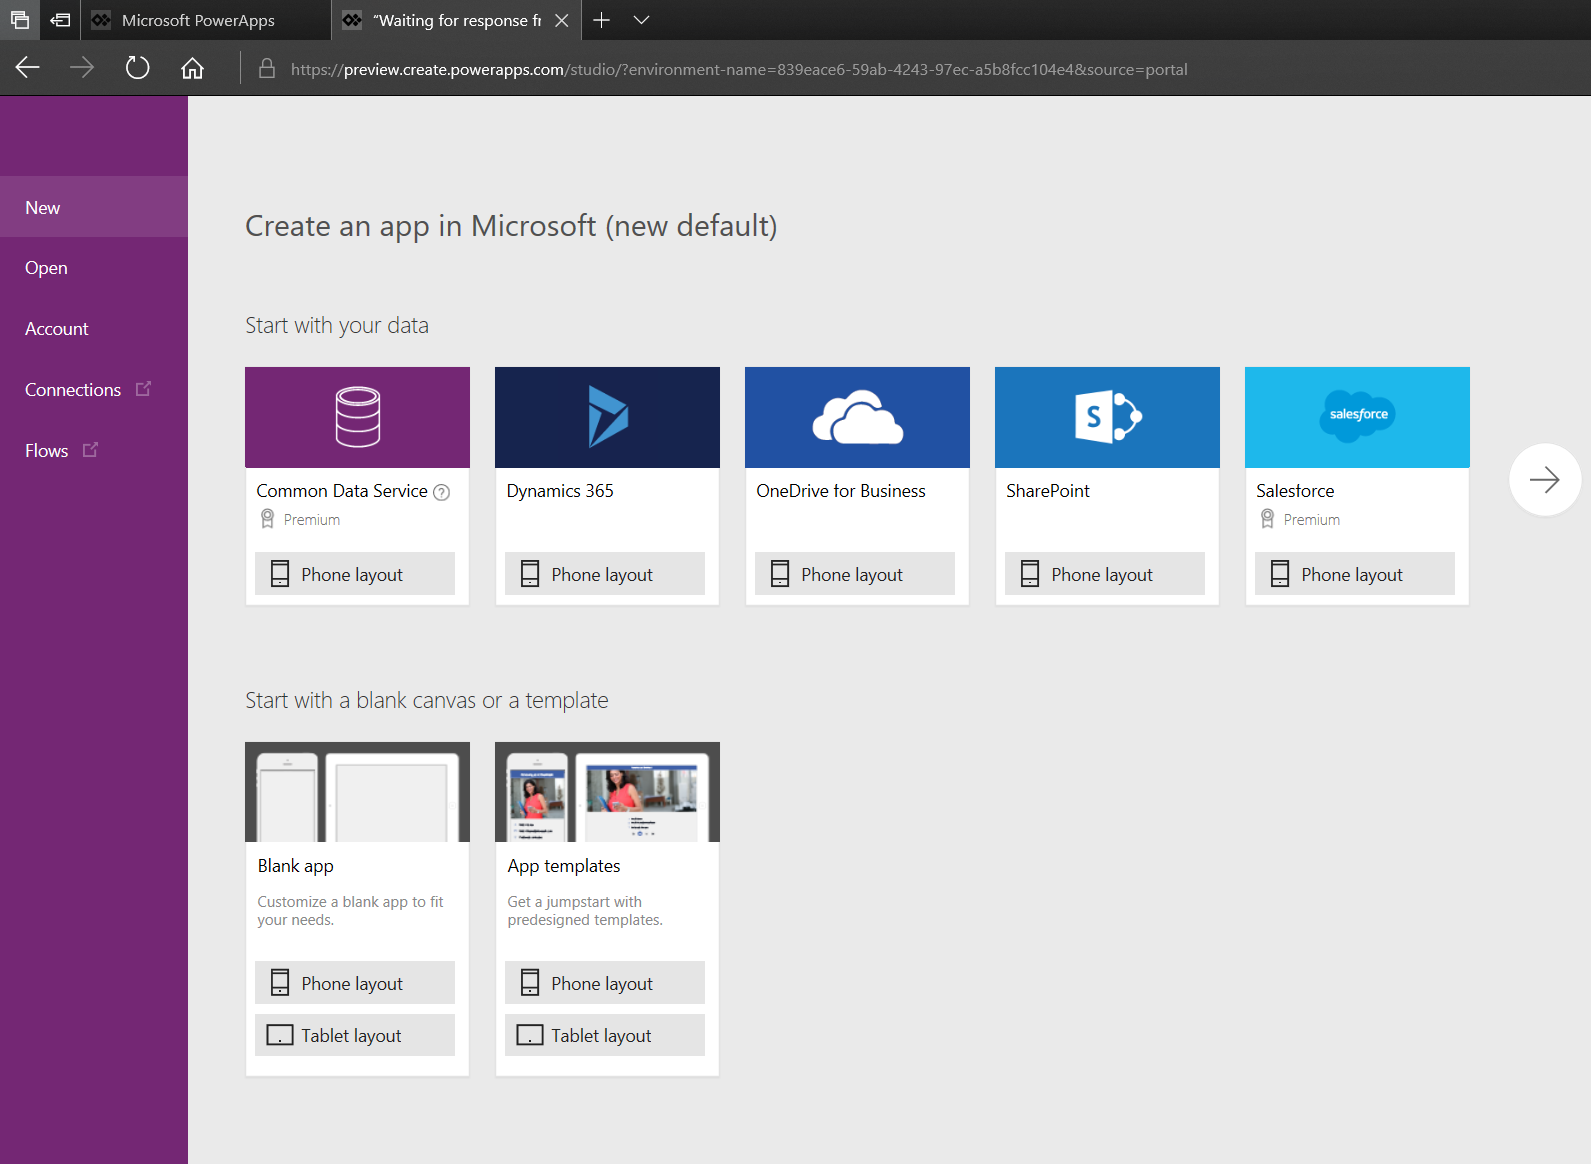 Microsoft PowerApps
"Waiting for response fr
https://preview.create.powerapps.com/studio/?environment-name=839eace6-59ab-4243-97ec-a5b8fcc104e4&source=portal
New
Open
Account
Connections
Flows
Create an app in Microsoft (new default)
Start with your data
S
salesforce
Common Data Service ?
Premium
Phone layout
Dynamics 365
Phone layout
OneDrive for Business
Phone layout
SharePoint
Phone layout
Salesforce
Premium
Phone layout
Start with a blank canvas or a template
Blank app
Customize a blank app to fit
your needs.
Phone layout
Tablet layout
App templates
Get a jumpstart with
predesigned templates.
Phone layout
Tablet layout